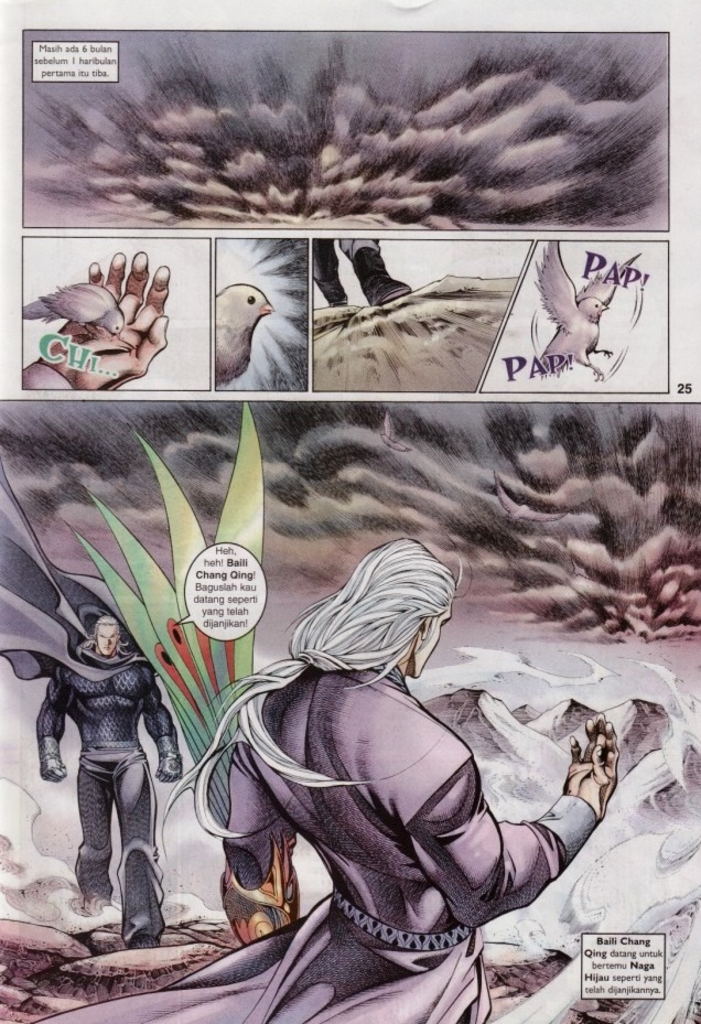 Masih ada 6 bulan
sebelum 1 haribulan
pertama itu tiba.
CHI...
PAP!
PAP!
25
Heh,
heh! Baili
Chang Qing!
Baguslah kau
datang seperti
yang telah
dijanjikan!
Baili Chang
Qing datang untuk
bertemu Naga
Hijau seperti yang
telah dijanjikannya.